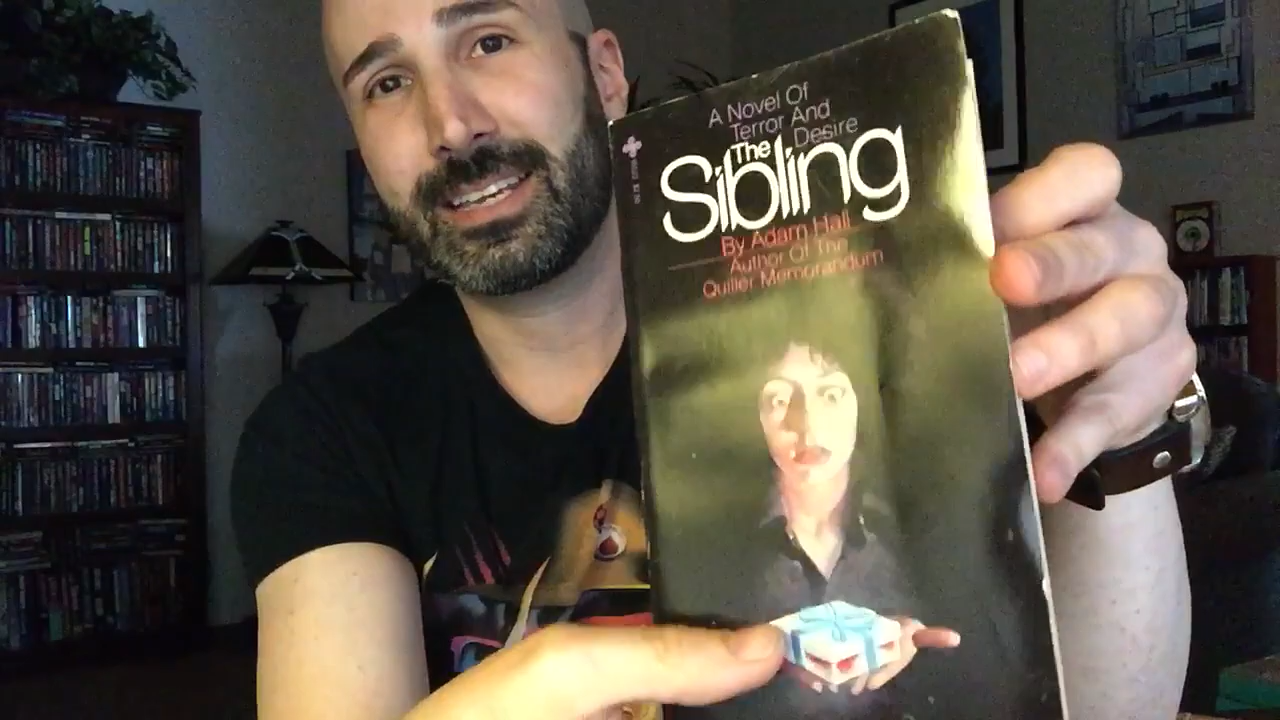 A Novel Of
Terror And
Desire
The
Sibling
By Adam Hall
Author Of The
Quiller Memorandum